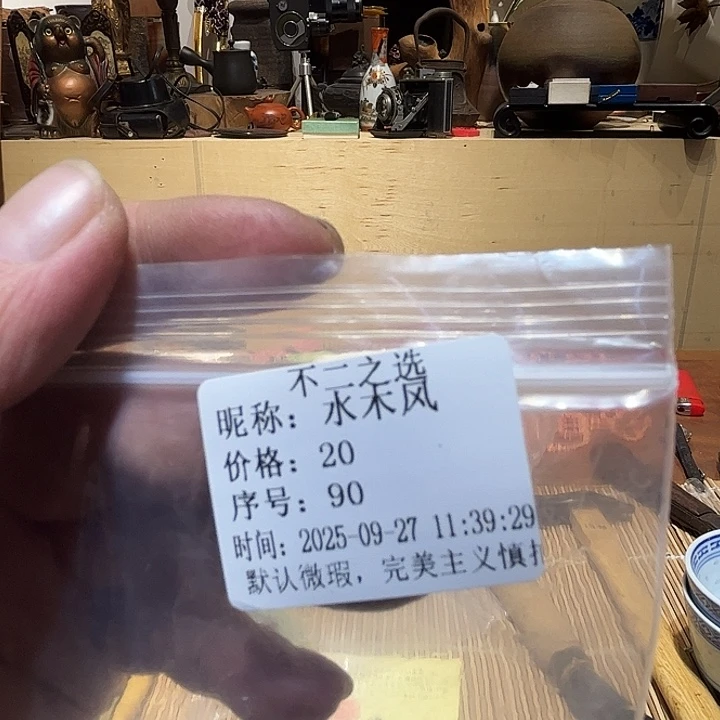 不二之选
昵称：水木风
价格：20
序号：90
时间：2025-09-27 11:39:29
默认微瑕，完美主义慎